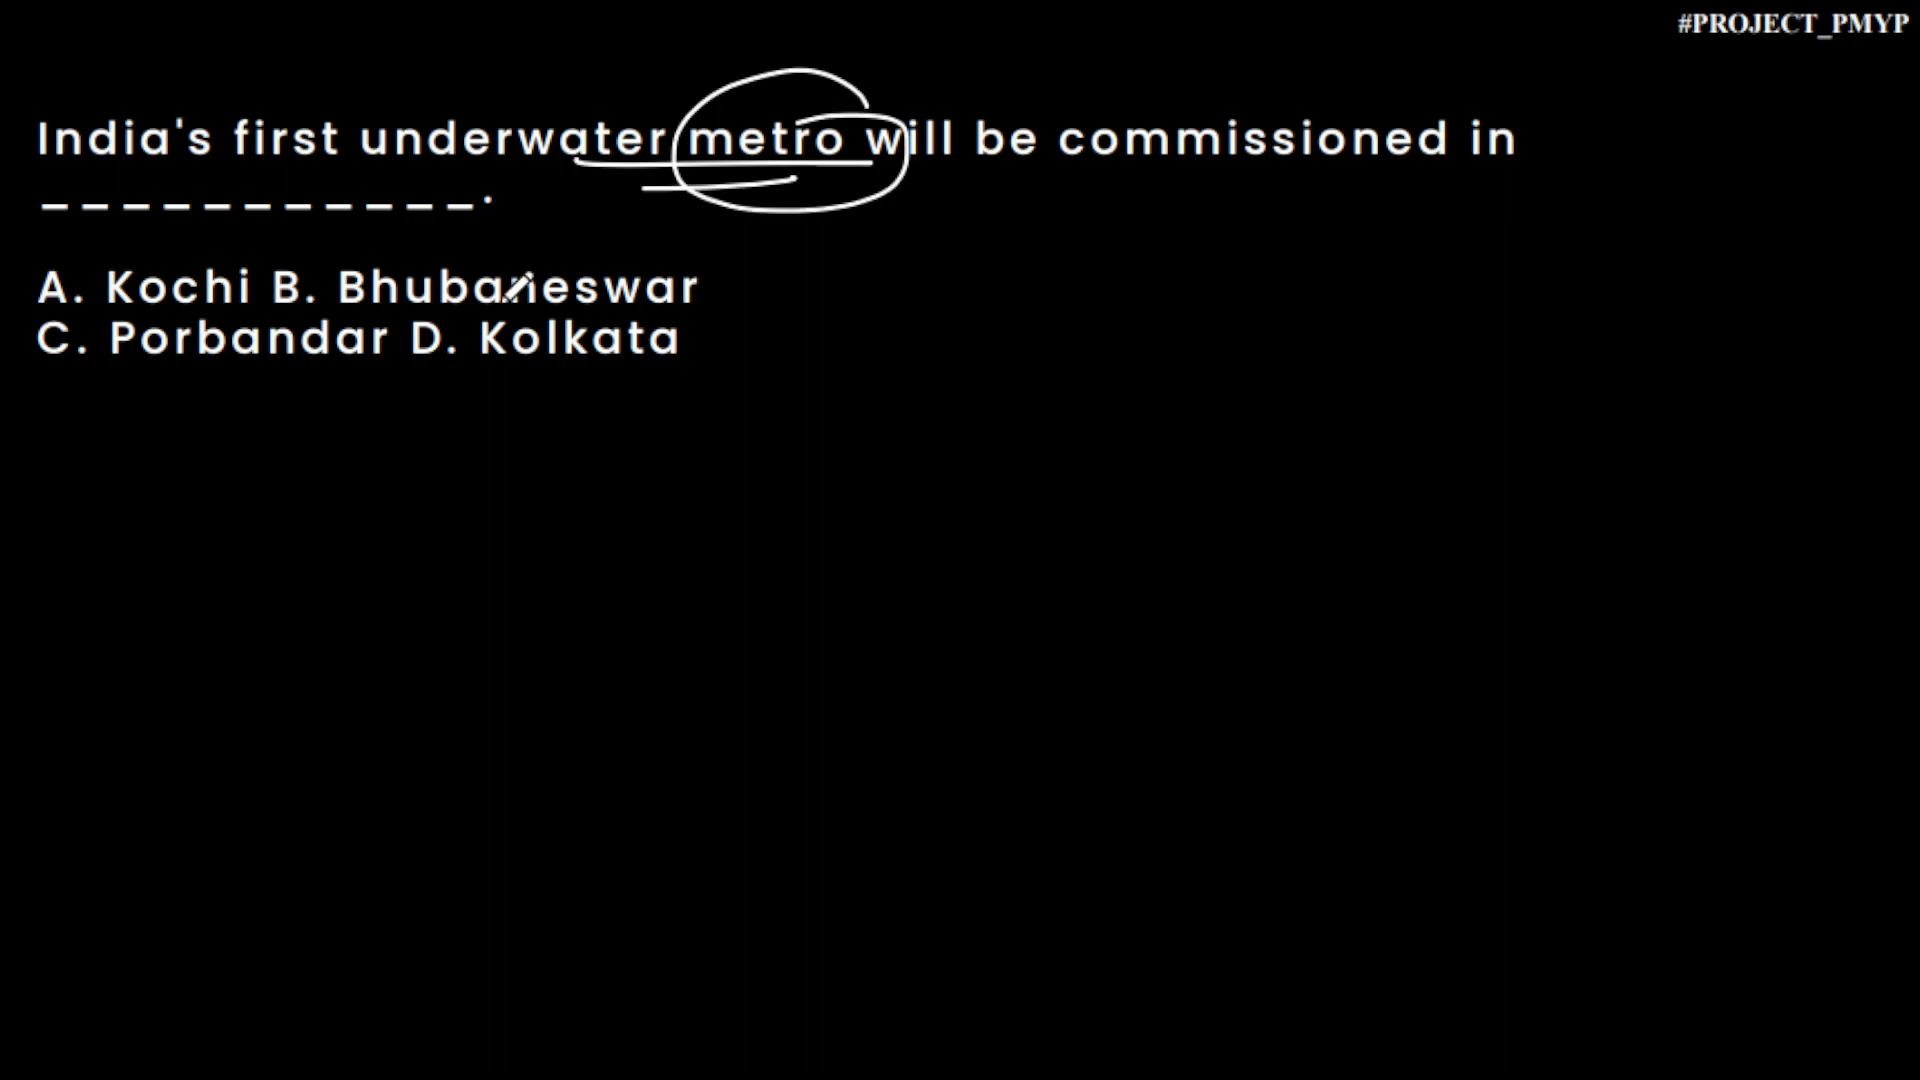 #PROJECT_PMYP
India's first underwater metro will be commissioned in
___________.
A. Kochi B. Bhubaneswar
C. Porbandar D. Kolkata